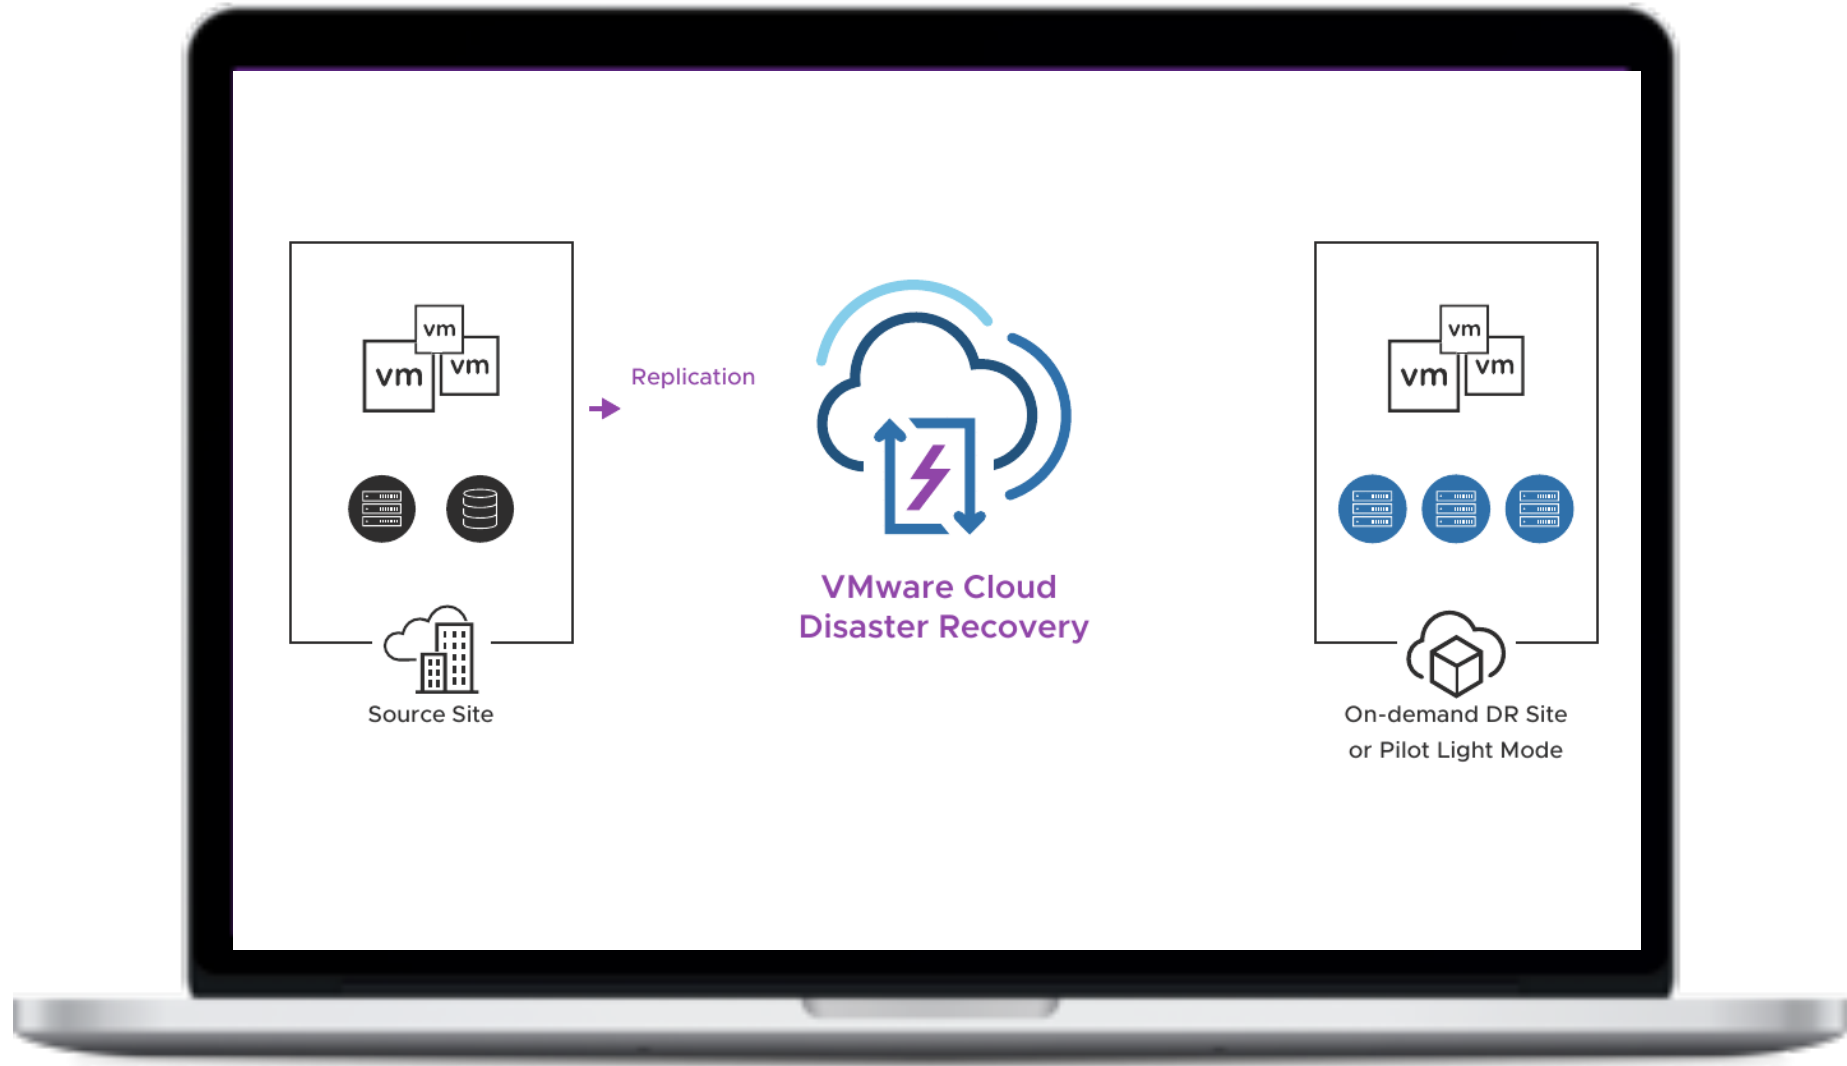 vm
vm
vm
Replication
VMware Cloud
Disaster Recovery
Source Site
vm
vm
vm
On-demand DR Site
or Pilot Light Mode